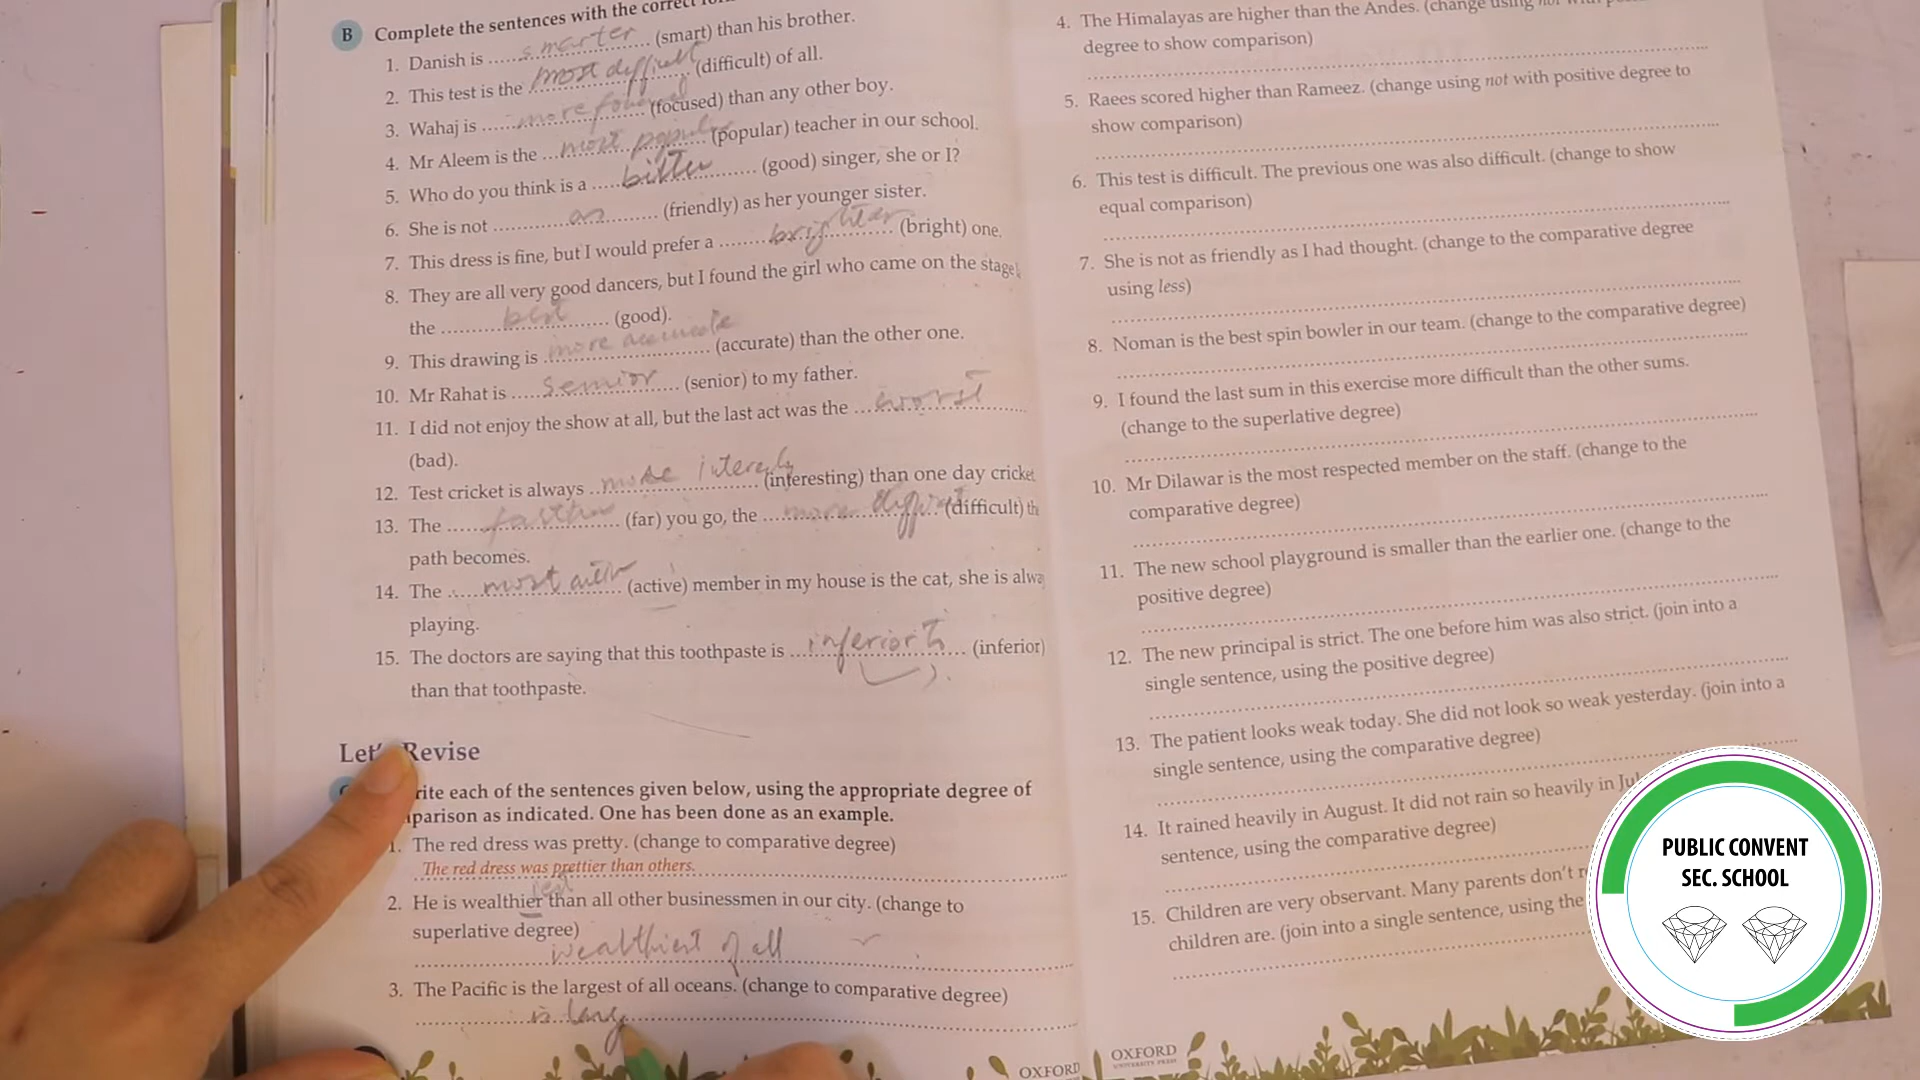 B Complete the sentences with the correct
1. Danish is smarter (smart) than his brother.
2. This test is the most difficult (difficult) of all.
3. Wahaj is more (focused) than any other boy.
4. Mr Aleem is the most popular (popular) teacher in our school.
5. Who do you think is a (good) singer, she or I?
6. She is not as (friendly) as her younger sister.
7. This dress is fine, but I would prefer a brighter (bright) one.
8. They are all very good dancers, but I found the girl who came on the stage
the best (good).
9. This drawing is more accurate (accurate) than the other one.
10. Mr Rahat is senior (senior) to my father.
11. I did not enjoy the show at all, but the last act was the worst
(bad).
12. Test cricket is always more (interesting) than one day cricket
13. The (far) you go, the more (difficult) th
path becomes.
14. The most (active) member in my house is the cat, she is alwa
playing.
15. The doctors are saying that this toothpaste is inferior to (inferior)
than that toothpaste.
Let's Revise
rite each of the sentences given below, using the appropriate degree of
parison as indicated. One has been done as an example.
1. The red dress was pretty. (change to comparative degree)
The red dress was prettier than others.
2. He is wealthier than all other businessmen in our city. (change to
superlative degree)
wealthiest of all
3. The Pacific is the largest of all oceans. (change to comparative degree)
is larg
OXFORD
4. The Himalayas are higher than the Andes. (change using not with
degree to show comparison)
5. Raees scored higher than Rameez. (change using not with positive degree to
show comparison)
6. This test is difficult. The previous one was also difficult. (change to show
equal comparison)
7. She is not as friendly as I had thought. (change to the comparative degree
using less)
8. Noman is the best spin bowler in our team. (change to the comparative degree)
9. I found the last sum in this exercise more difficult than the other sums.
(change to the superlative degree)
10. Mr Dilawar is the most respected member on the staff. (change to the
comparative degree)
11. The new school playground is smaller than the earlier one. (change to the
positive degree)
12. The new principal is strict. The one before him was also strict. (join into a
single sentence, using the positive degree)
13. The patient looks weak today. She did not look so weak yesterday. (join into a
single sentence, using the comparative degree)
14. It rained heavily in August. It did not rain so heavily in Jul
sentence, using the comparative degree)
15. Children are very observant. Many parents don't r
children are. (join into a single sentence, using the
OXFORD
UNIVERSITY PRESS
PUBLIC CONVENT
SEC. SCHOOL